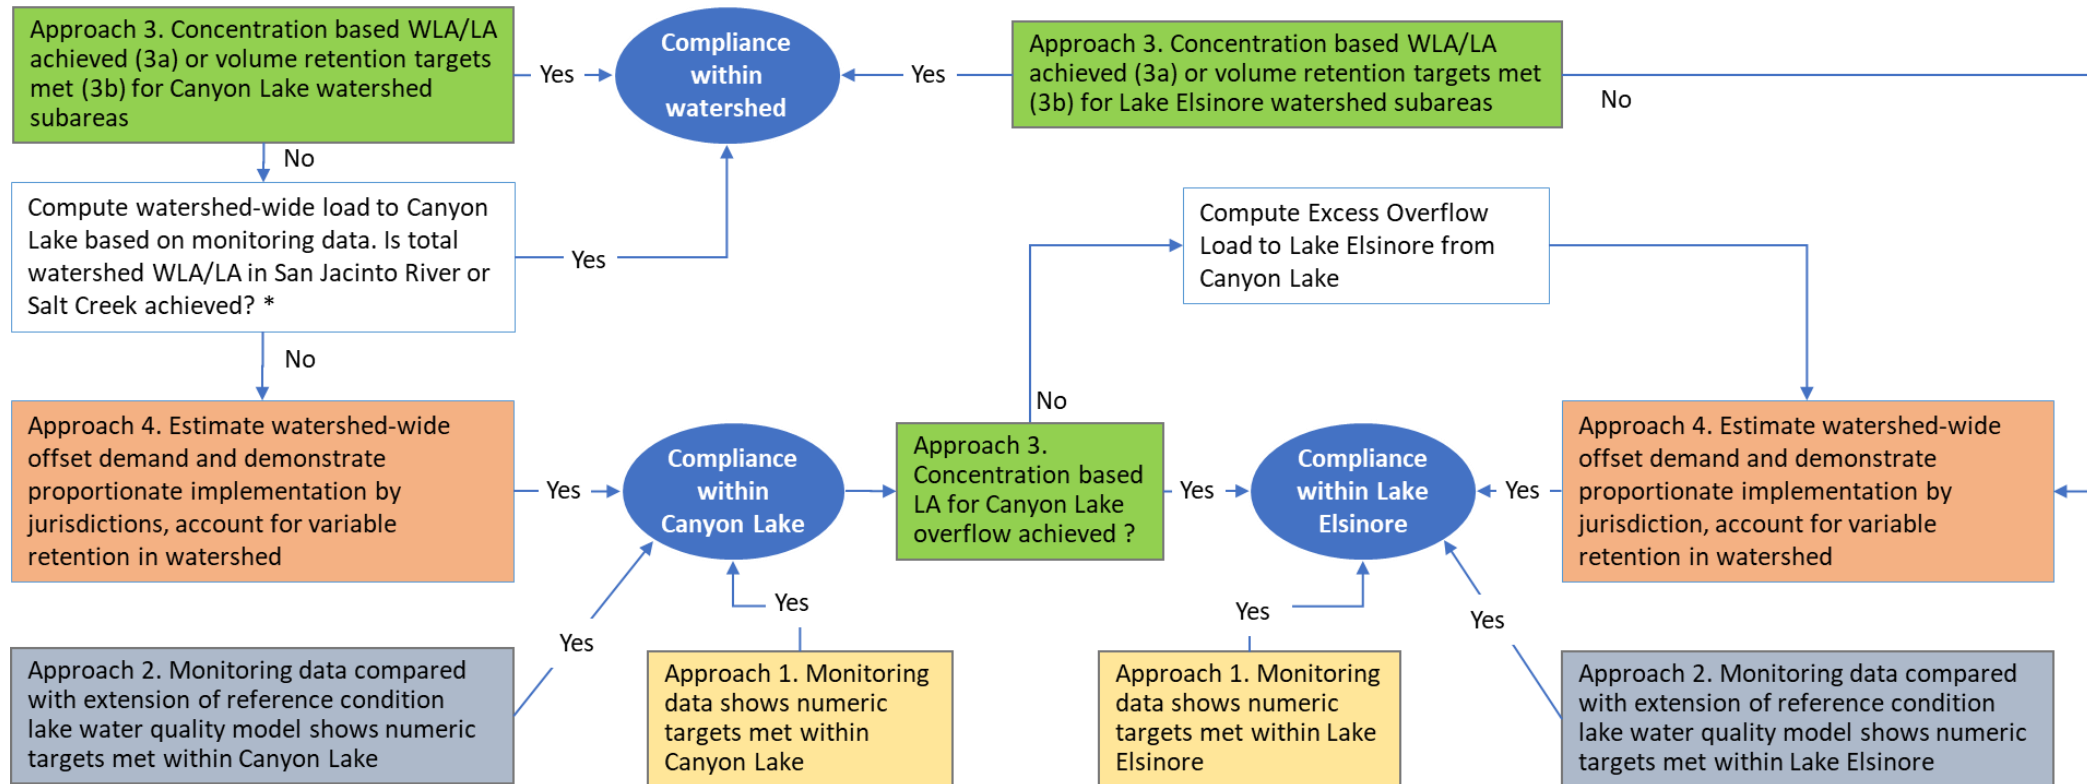 Approach 3. Concentration based WLA/LA
achieved (3a) or volume retention targets
met (3b) for Canyon Lake watershed
subareas
Yes
Compliance
within
watershed
Yes
Approach 3. Concentration based WLA/LA
achieved (3a) or volume retention targets met
(3b) for Lake Elsinore watershed subareas
No
No
Compute watershed-wide load to Canyon
Lake based on monitoring data. Is total
watershed WLA/LA in San Jacinto River or
Salt Creek achieved? *
Yes
Compute Excess Overflow
Load to Lake Elsinore from
Canyon Lake
No
No
Approach 4. Estimate watershed-wide
offset demand and demonstrate
proportionate implementation by
jurisdictions, account for variable
retention in watershed
Yes
Compliance
within
Canyon Lake
Approach 3.
Concentration based
LA for Canyon Lake
overflow achieved ?
Yes
Compliance
within Lake
Elsinore
Yes
Approach 4. Estimate watershed-wide
offset demand and demonstrate
proportionate implementation by
jurisdiction, account for variable
retention in watershed
Yes
Yes
Yes
Yes
Approach 2. Monitoring data compared
with extension of reference condition
lake water quality model shows numeric
targets met within Canyon Lake
Approach 1. Monitoring
data shows numeric
targets met within
Canyon Lake
Approach 1. Monitoring
data shows numeric
targets met within Lake
Elsinore
Approach 2. Monitoring data compared
with extension of reference condition
lake water quality model shows numeric
targets met within Lake Elsinore